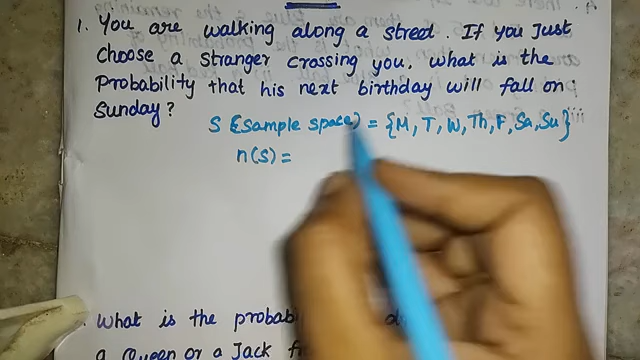 1. You are walking along a street. If you Just
choose a stranger crossing you, what is the
Probability that his next birthday will fall on
Sunday?
S (Sample space) = {M, T, W, Th, F, Sa, Su}
n(S) =
What is the probab
a Queen or a Jack f